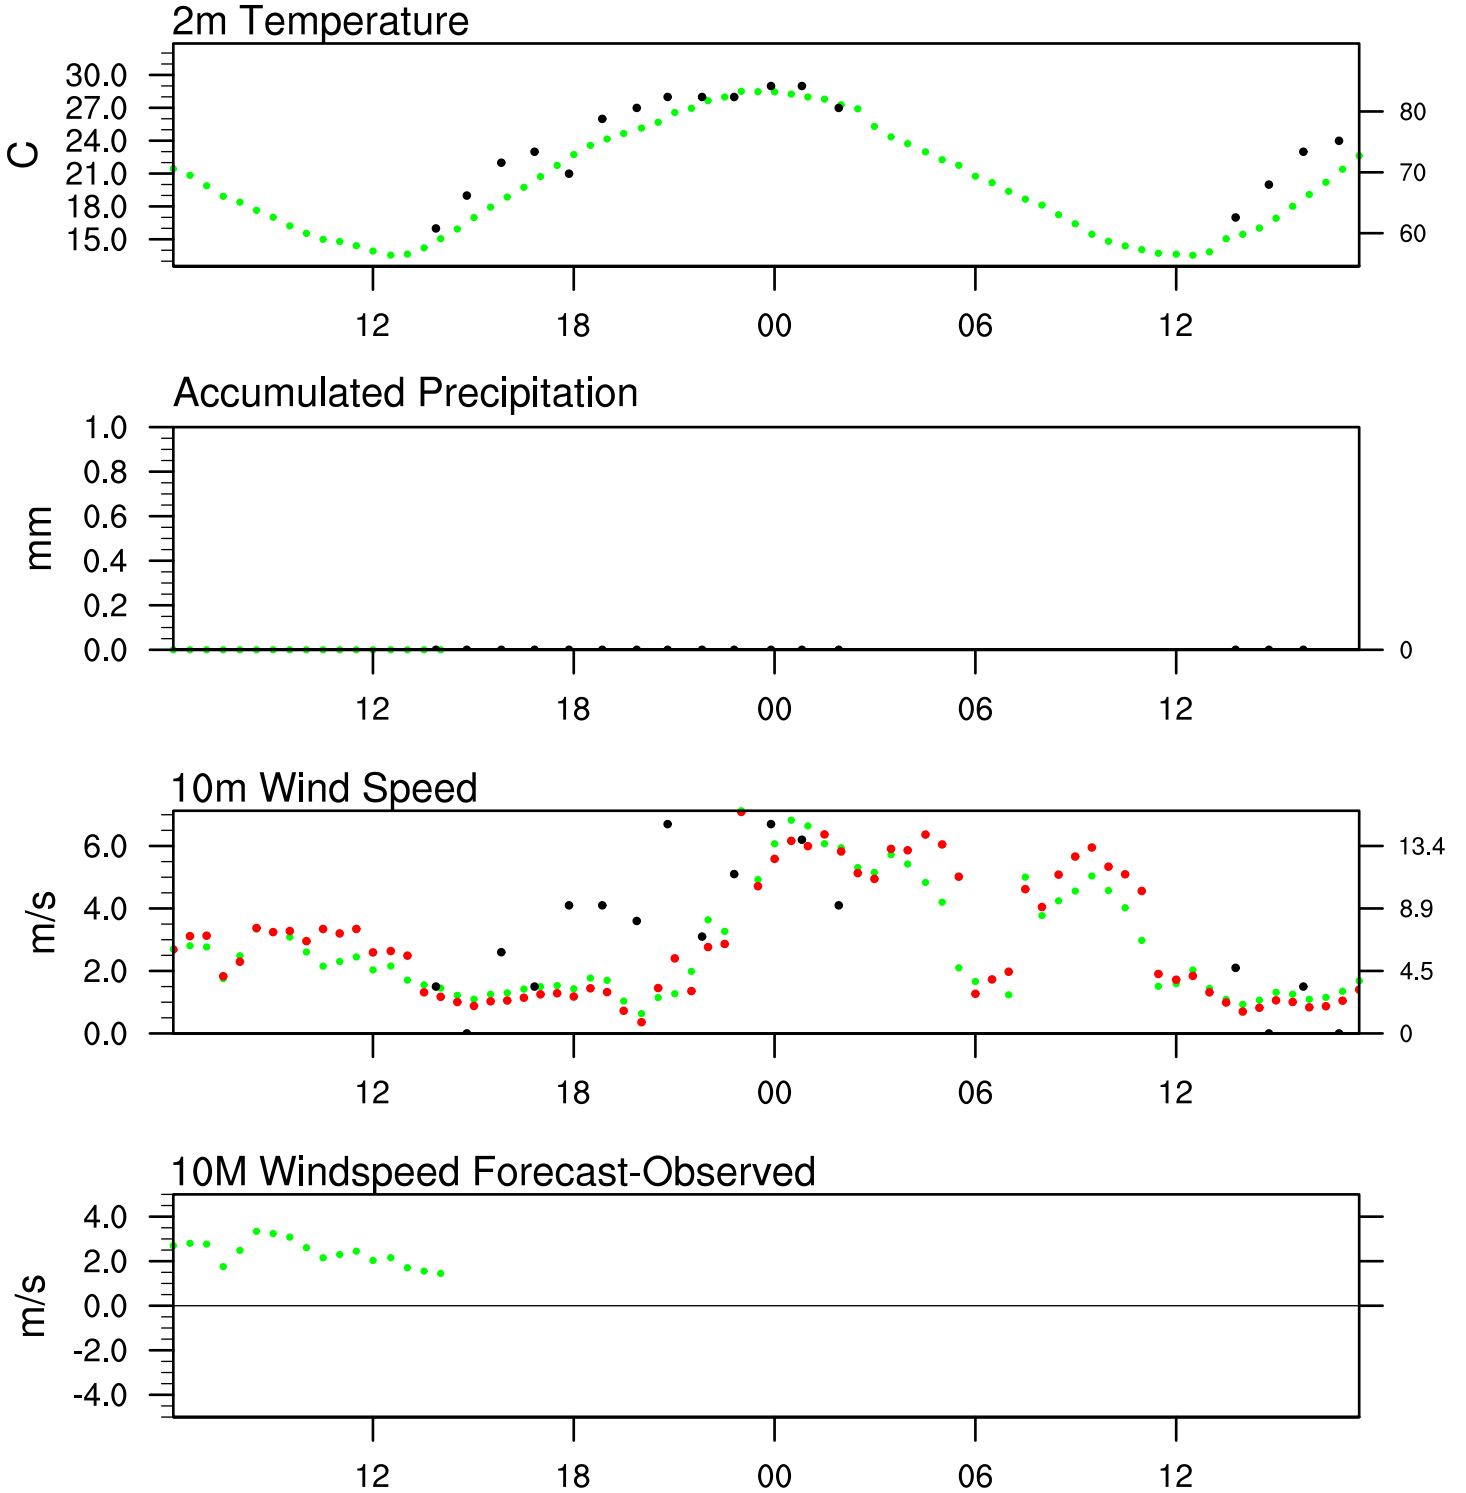 2m Temperature
30.0
27.0
24.0
21.0
18.0
15.0
C
80
70
60
12 18 00 06 12
Accumulated Precipitation
1.0
0.8
0.6
0.4
0.2
0.0
mm
0
12 18 00 06 12
10m Wind Speed
6.0
4.0
2.0
0.0
m/s
13.4
8.9
4.5
0
12 18 00 06 12
10M Windspeed Forecast-Observed
4.0
2.0
0.0
-2.0
-4.0
m/s
12 18 00 06 12